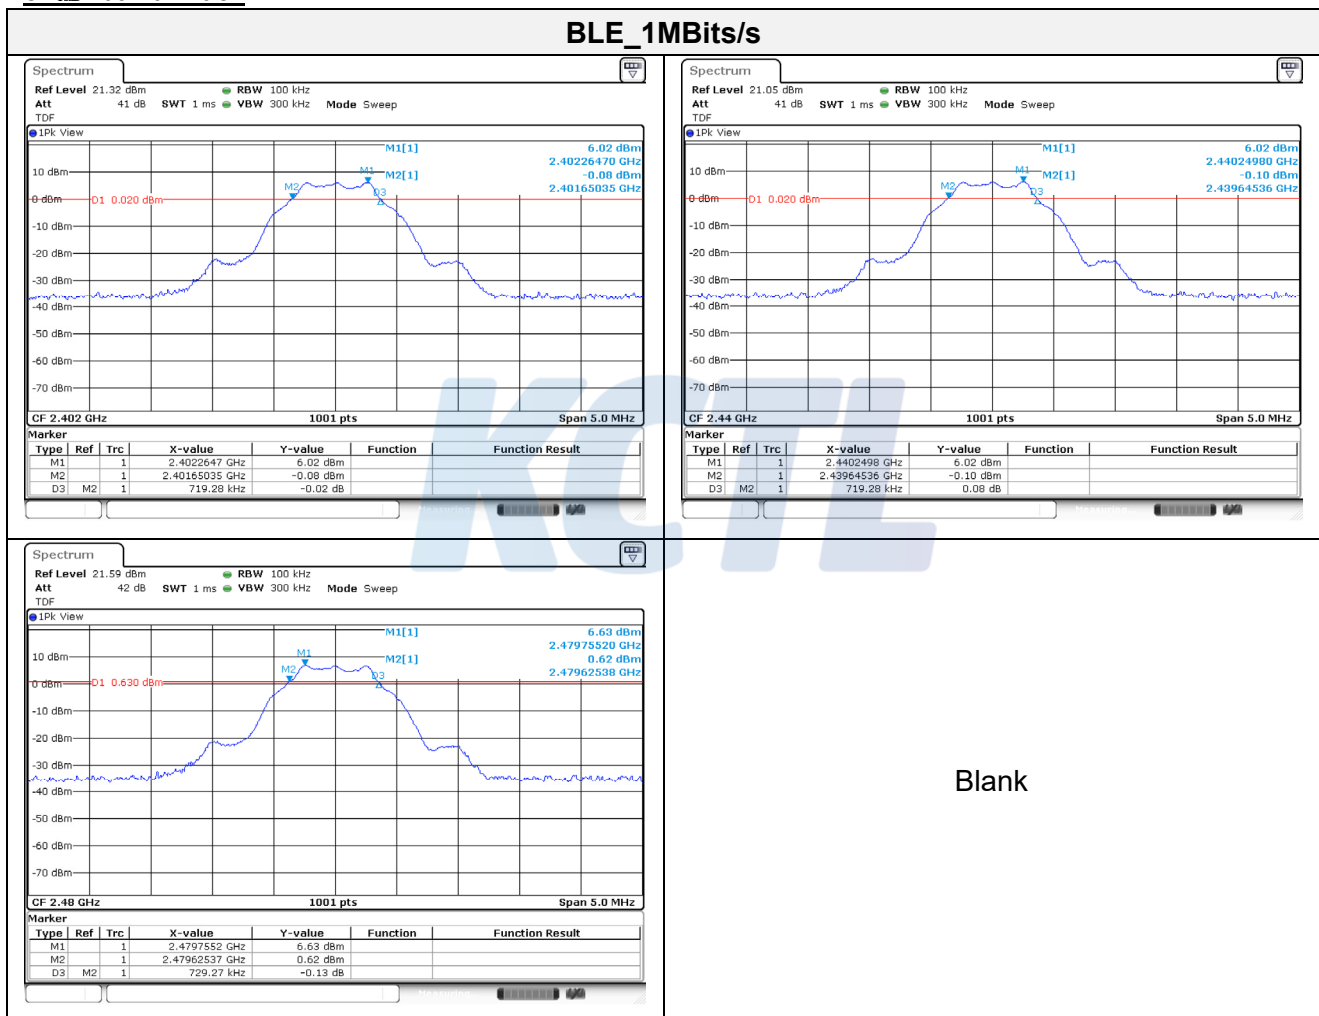 BLE_1MBits/s
Spectrum
Ref Level 21.32 dBm RBW 100 kHz
Att 41 dB SWT 1 ms VBW 300 kHz Mode Sweep
TDF
1Pk View
M1[1] 6.02 dBm
2.40226470 GHz
M2[1] -0.08 dBm
2.40165035 GHz
10 dBm
M1
M2
D3
0 dBm
D1 0.020 dBm
-10 dBm
-20 dBm
-30 dBm
-40 dBm
-50 dBm
-60 dBm
-70 dBm
CF 2.402 GHz 1001 pts Span 5.0 MHz
Marker
Type Ref Trc X-value Y-value Function Function Result
M1 1 2.4022647 GHz 6.02 dBm
M2 1 2.40165035 GHz -0.08 dBm
D3 M2 1 719.28 kHz -0.02 dB
Measuring
Spectrum
Ref Level 21.05 dBm RBW 100 kHz
Att 41 dB SWT 1 ms VBW 300 kHz Mode Sweep
TDF
1Pk View
M1[1] 6.02 dBm
2.44024980 GHz
M2[1] -0.10 dBm
2.43964536 GHz
10 dBm
M1
M2
D3
0 dBm
D1 0.020 dBm
-10 dBm
-20 dBm
-30 dBm
-40 dBm
-50 dBm
-60 dBm
-70 dBm
CF 2.44 GHz 1001 pts Span 5.0 MHz
Marker
Type Ref Trc X-value Y-value Function Function Result
M1 1 2.4402498 GHz 6.02 dBm
M2 1 2.43964536 GHz -0.10 dBm
D3 M2 1 719.28 kHz 0.08 dB
Measuring
KCTL
Spectrum
Ref Level 21.59 dBm RBW 100 kHz
Att 42 dB SWT 1 ms VBW 300 kHz Mode Sweep
TDF
1Pk View
M1[1] 6.63 dBm
2.47975520 GHz
M2[1] 0.62 dBm
2.47962538 GHz
10 dBm
M1
M2
D3
0 dBm
D1 0.630 dBm
-10 dBm
-20 dBm
-30 dBm
-40 dBm
-50 dBm
-60 dBm
-70 dBm
CF 2.48 GHz 1001 pts Span 5.0 MHz
Marker
Type Ref Trc X-value Y-value Function Function Result
M1 1 2.4797552 GHz 6.63 dBm
M2 1 2.47962537 GHz 0.62 dBm
D3 M2 1 729.27 kHz -0.13 dB
Measuring
Blank